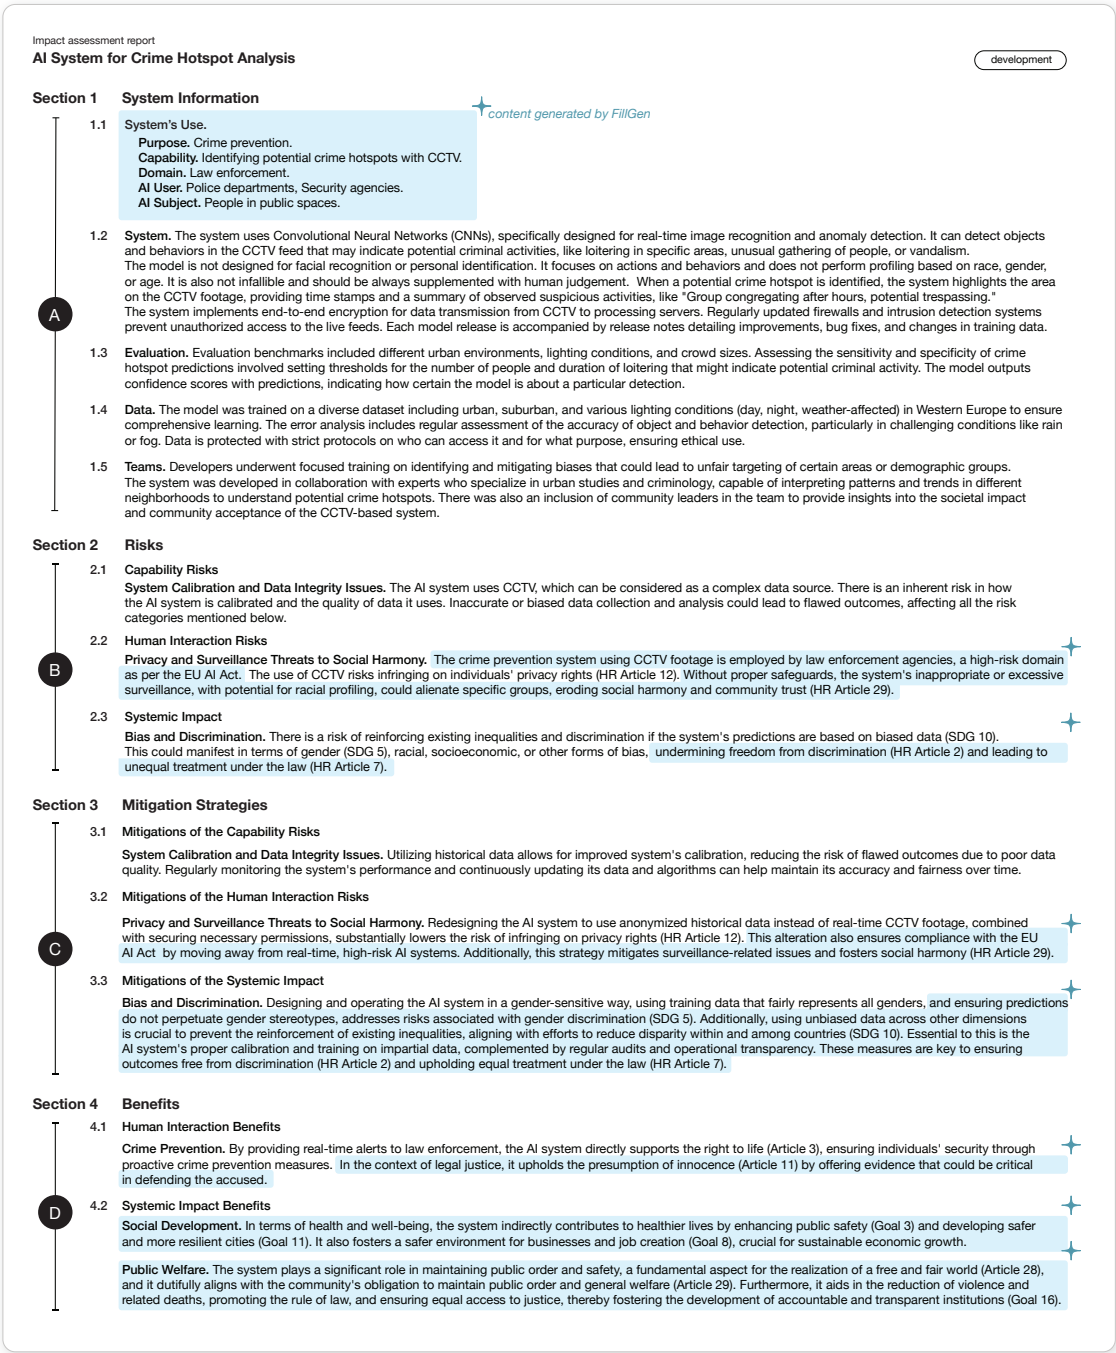 Impact assessment report
AI System for Crime Hotspot Analysis
development
Section 1 System Information
content generated by FillGen
1.1 System's Use.
Purpose. Crime prevention.
Capability. Identifying potential crime hotspots with CCTV.
Domain. Law enforcement.
AI User. Police departments, Security agencies.
AI Subject. People in public spaces.
1.2 System. The system uses Convolutional Neural Networks (CNNs), specifically designed for real-time image recognition and anomaly detection. It can detect objects
and behaviors in the CCTV feed that may indicate potential criminal activities, like loitering in specific areas, unusual gathering of people, or vandalism.
The model is not designed for facial recognition or personal identification. It focuses on actions and behaviors and does not perform profiling based on race, gender,
or age. It is also not infallible and should be always supplemented with human judgement. When a potential crime hotspot is identified, the system highlights the area
on the CCTV footage, providing time stamps and a summary of observed suspicious activities, like "Group congregating after hours, potential trespassing."
The system implements end-to-end encryption for data transmission from CCTV to processing servers. Regularly updated firewalls and intrusion detection systems
prevent unauthorized access to the live feeds. Each model release is accompanied by release notes detailing improvements, bug fixes, and changes in training data.
A
1.3 Evaluation. Evaluation benchmarks included different urban environments, lighting conditions, and crowd sizes. Assessing the sensitivity and specificity of crime
hotspot predictions involved setting thresholds for the number of people and duration of loitering that might indicate potential criminal activity. The model outputs
confidence scores with predictions, indicating how certain the model is about a particular detection.
1.4 Data. The model was trained on a diverse dataset including urban, suburban, and various lighting conditions (day, night, weather-affected) in Western Europe to ensure
comprehensive learning. The error analysis includes regular assessment of the accuracy of object and behavior detection, particularly in challenging conditions like rain
or fog. Data is protected with strict protocols on who can access it and for what purpose, ensuring ethical use.
1.5 Teams. Developers underwent focused training on identifying and mitigating biases that could lead to unfair targeting of certain areas or demographic groups.
The system was developed in collaboration with experts who specialize in urban studies and criminology, capable of interpreting patterns and trends in different
neighborhoods to understand potential crime hotspots. There was also an inclusion of community leaders in the team to provide insights into the societal impact
and community acceptance of the CCTV-based system.
Section 2 Risks
2.1 Capability Risks
System Calibration and Data Integrity Issues. The AI system uses CCTV, which can be considered as a complex data source. There is an inherent risk in how
the AI system is calibrated and the quality of data it uses. Inaccurate or biased data collection and analysis could lead to flawed outcomes, affecting all the risk
categories mentioned below.
2.2 Human Interaction Risks
B
Privacy and Surveillance Threats to Social Harmony. The crime prevention system using CCTV footage is employed by law enforcement agencies, a high-risk domain
as per the EU AI Act. The use of CCTV risks infringing on individuals' privacy rights (HR Article 12). Without proper safeguards, the system's inappropriate or excessive
surveillance, with potential for racial profiling, could alienate specific groups, eroding social harmony and community trust (HR Article 29).
2.3 Systemic Impact
Bias and Discrimination. There is a risk of reinforcing existing inequalities and discrimination if the system's predictions are based on biased data (SDG 10).
This could manifest in terms of gender (SDG 5), racial, socioeconomic, or other forms of bias, undermining freedom from discrimination (HR Article 2) and leading to
unequal treatment under the law (HR Article 7).
Section 3 Mitigation Strategies
3.1 Mitigations of the Capability Risks
System Calibration and Data Integrity Issues. Utilizing historical data allows for improved system's calibration, reducing the risk of flawed outcomes due to poor data
quality. Regularly monitoring the system's performance and continuously updating its data and algorithms can help maintain its accuracy and fairness over time.
3.2 Mitigations of the Human Interaction Risks
Privacy and Surveillance Threats to Social Harmony. Redesigning the AI system to use anonymized historical data instead of real-time CCTV footage, combined
with securing necessary permissions, substantially lowers the risk of infringing on privacy rights (HR Article 12). This alteration also ensures compliance with the EU
AI Act by moving away from real-time, high-risk AI systems. Additionally, this strategy mitigates surveillance-related issues and fosters social harmony (HR Article 29).
C
3.3 Mitigations of the Systemic Impact
Bias and Discrimination. Designing and operating the AI system in a gender-sensitive way, using training data that fairly represents all genders, and ensuring predictions
do not perpetuate gender stereotypes, addresses risks associated with gender discrimination (SDG 5). Additionally, using unbiased data across other dimensions
is crucial to prevent the reinforcement of existing inequalities, aligning with efforts to reduce disparity within and among countries (SDG 10). Essential to this is the
AI system's proper calibration and training on impartial data, complemented by regular audits and operational transparency. These measures are key to ensuring
outcomes free from discrimination (HR Article 2) and upholding equal treatment under the law (HR Article 7).
Section 4 Benefits
4.1 Human Interaction Benefits
Crime Prevention. By providing real-time alerts to law enforcement, the AI system directly supports the right to life (Article 3), ensuring individuals' security through
proactive crime prevention measures. In the context of legal justice, it upholds the presumption of innocence (Article 11) by offering evidence that could be critical
in defending the accused.
D
4.2 Systemic Impact Benefits
Social Development. In terms of health and well-being, the system indirectly contributes to healthier lives by enhancing public safety (Goal 3) and developing safer
and more resilient cities (Goal 11). It also fosters a safer environment for businesses and job creation (Goal 8), crucial for sustainable economic growth.
Public Welfare. The system plays a significant role in maintaining public order and safety, a fundamental aspect for the realization of a free and fair world (Article 28),
and it dutifully aligns with the community's obligation to maintain public order and general welfare (Article 29). Furthermore, it aids in the reduction of violence and
related deaths, promoting the rule of law, and ensuring equal access to justice, thereby fostering the development of accountable and transparent institutions (Goal 16).